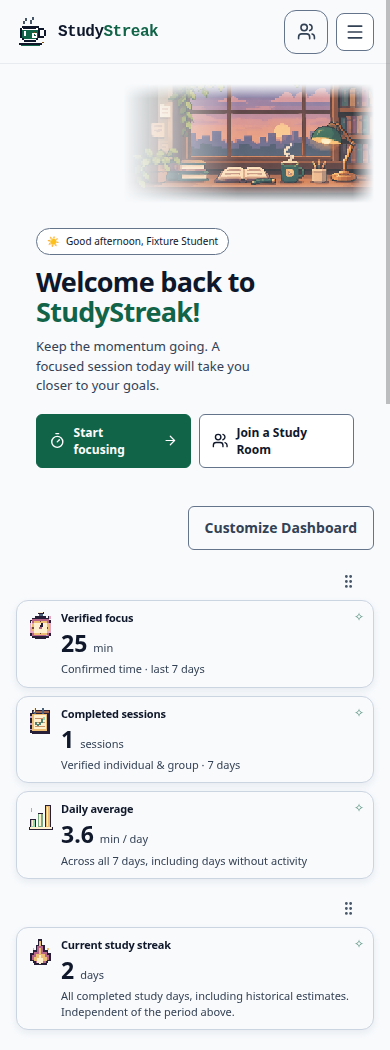 StudyStreak
Good afternoon, Fixture Student
Welcome back to
StudyStreak!
Keep the momentum going. A
focused session today will take you
closer to your goals.
Start
focusing
Join a Study
Room
Customize Dashboard
Verified focus
25 min
Confirmed time · last 7 days
Completed sessions
1 sessions
Verified individual & group · 7 days
Daily average
3.6 min / day
Across all 7 days, including days without activity
Current study streak
2 days
All completed study days, including historical estimates.
Independent of the period above.